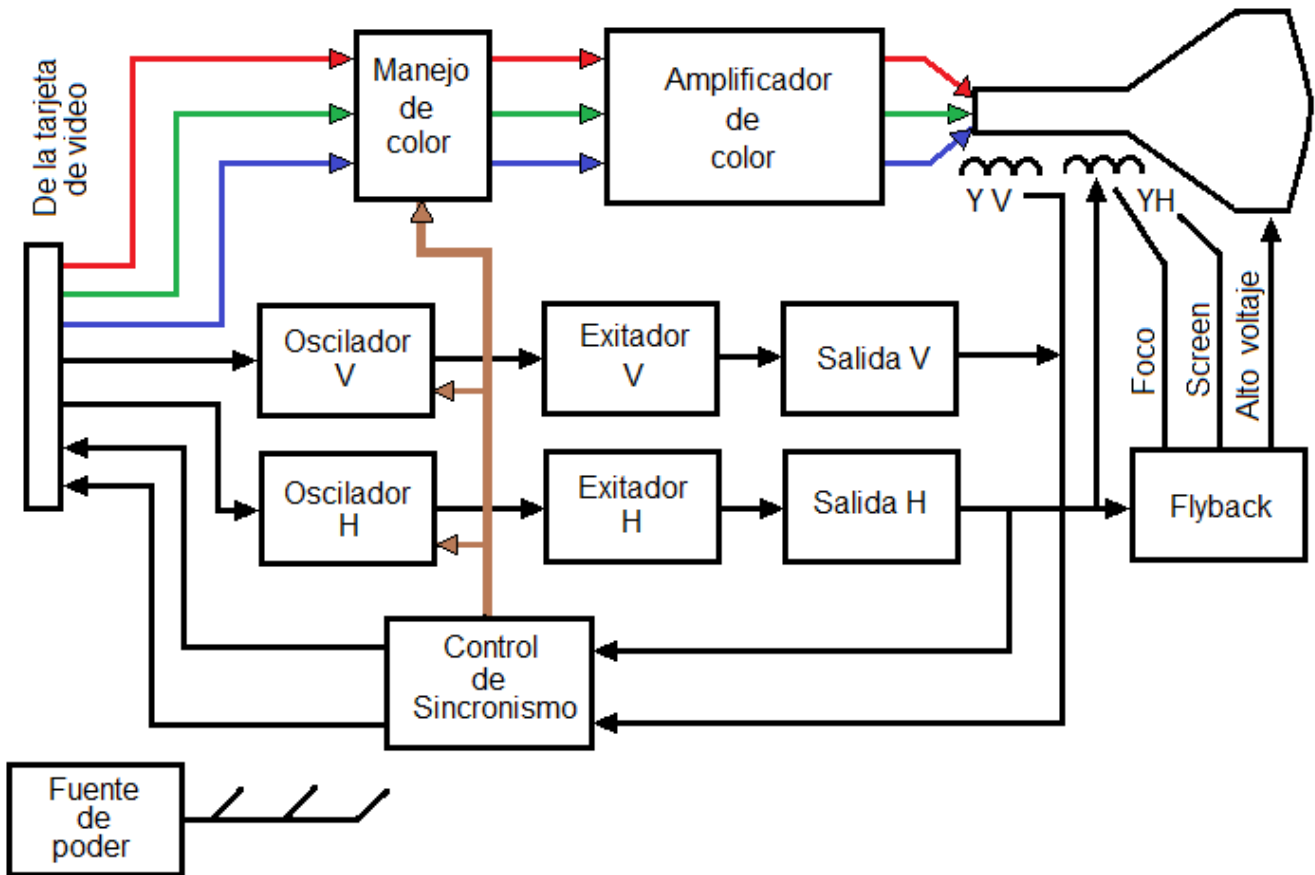 De la tarjeta
de video
Manejo
de
color
Amplificador
de
color
Y V
YH
Oscilador
V
Exitador
V
Salida V
Foco
Screen
Alto voltaje
Oscilador
H
Exitador
H
Salida H
Flyback
Control
de
Sincronismo
Fuente
de
poder